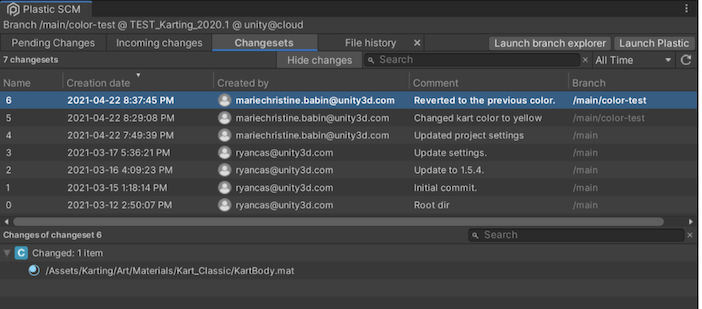 Plastic SCM
Branch /main/color-test @ TEST_Karting_2020.1 @ unity@cloud
Pending Changes Incoming changes Changesets File history × Launch branch explorer Launch Plastic
7 changesets Hide changes Search × All Time
Name Creation date Created by Comment Branch
6 2021-04-22 8:37:45 PM mariechristine.babin@unity3d.com Reverted to the previous color. /main/color-test
5 2021-04-22 8:29:08 PM mariechristine.babin@unity3d.com Changed kart color to yellow /main/color-test
4 2021-04-22 7:49:39 PM mariechristine.babin@unity3d.com Updated project settings /main
3 2021-03-17 5:36:21 PM ryancas@unity3d.com Update settings. /main
2 2021-03-16 4:09:23 PM ryancas@unity3d.com Update to 1.5.4. /main
1 2021-03-15 1:18:14 PM ryancas@unity3d.com Initial commit. /main
0 2021-03-12 2:50:07 PM ryancas@unity3d.com Root dir /main
Changes of changeset 6 Search ×
C Changed: 1 item
/Assets/Karting/Art/Materials/Kart_Classic/KartBody.mat